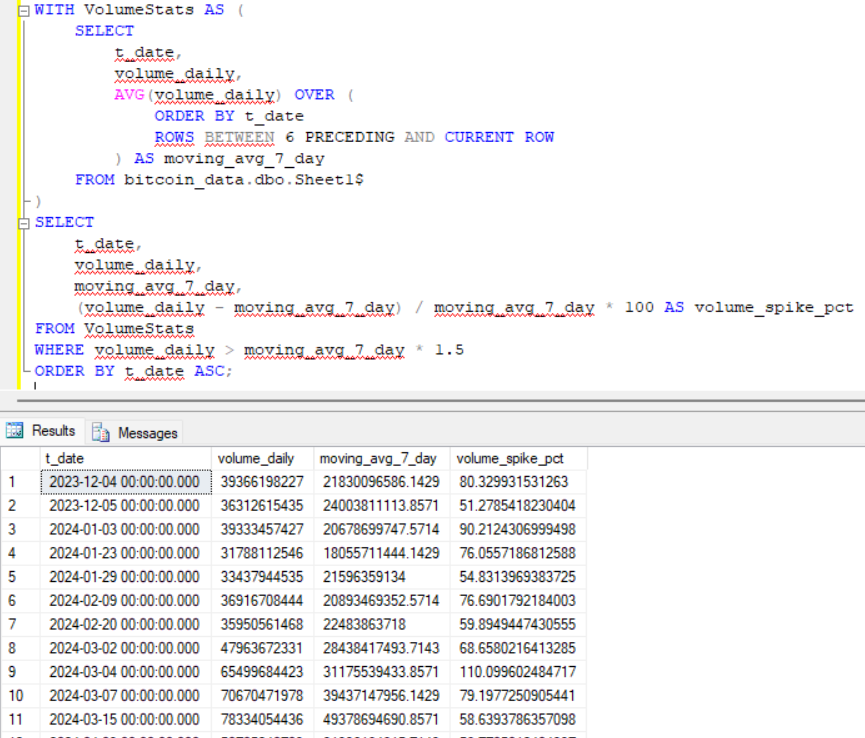 WITH VolumeStats AS (
SELECT
t_date,
volume_daily,
AVG(volume_daily) OVER (
ORDER BY t_date
ROWS BETWEEN 6 PRECEDING AND CURRENT ROW
) AS moving_avg_7_day
FROM bitcoin_data.dbo.Sheet1$
)
SELECT
t_date,
volume_daily,
moving_avg_7_day,
(volume_daily - moving_avg_7_day) / moving_avg_7_day * 100 AS volume_spike_pct
FROM VolumeStats
WHERE volume_daily > moving_avg_7_day * 1.5
ORDER BY t_date ASC;
Results Messages
t_date volume_daily moving_avg_7_day volume_spike_pct
1 2023-12-04 00:00:00.000 39366198227 21830096586.1429 80.329931531263
2 2023-12-05 00:00:00.000 36312615435 24003811113.8571 51.2785418230404
3 2024-01-03 00:00:00.000 39333457427 20678699747.5714 90.2124306999498
4 2024-01-23 00:00:00.000 31788112546 18055711444.1429 76.0557186812588
5 2024-01-29 00:00:00.000 33437944535 21596359134 54.8313969383725
6 2024-02-09 00:00:00.000 36916708444 20893469352.5714 76.6901792184003
7 2024-02-20 00:00:00.000 35950561468 22483863718 59.8949447430555
8 2024-03-02 00:00:00.000 47963672331 28438417493.7143 68.6580216413285
9 2024-03-04 00:00:00.000 65499684423 31175539433.8571 110.099602484717
10 2024-03-07 00:00:00.000 70670471978 39437147956.1429 79.1977250905441
11 2024-03-15 00:00:00.000 78334054436 49378694690.8571 58.6393786357098